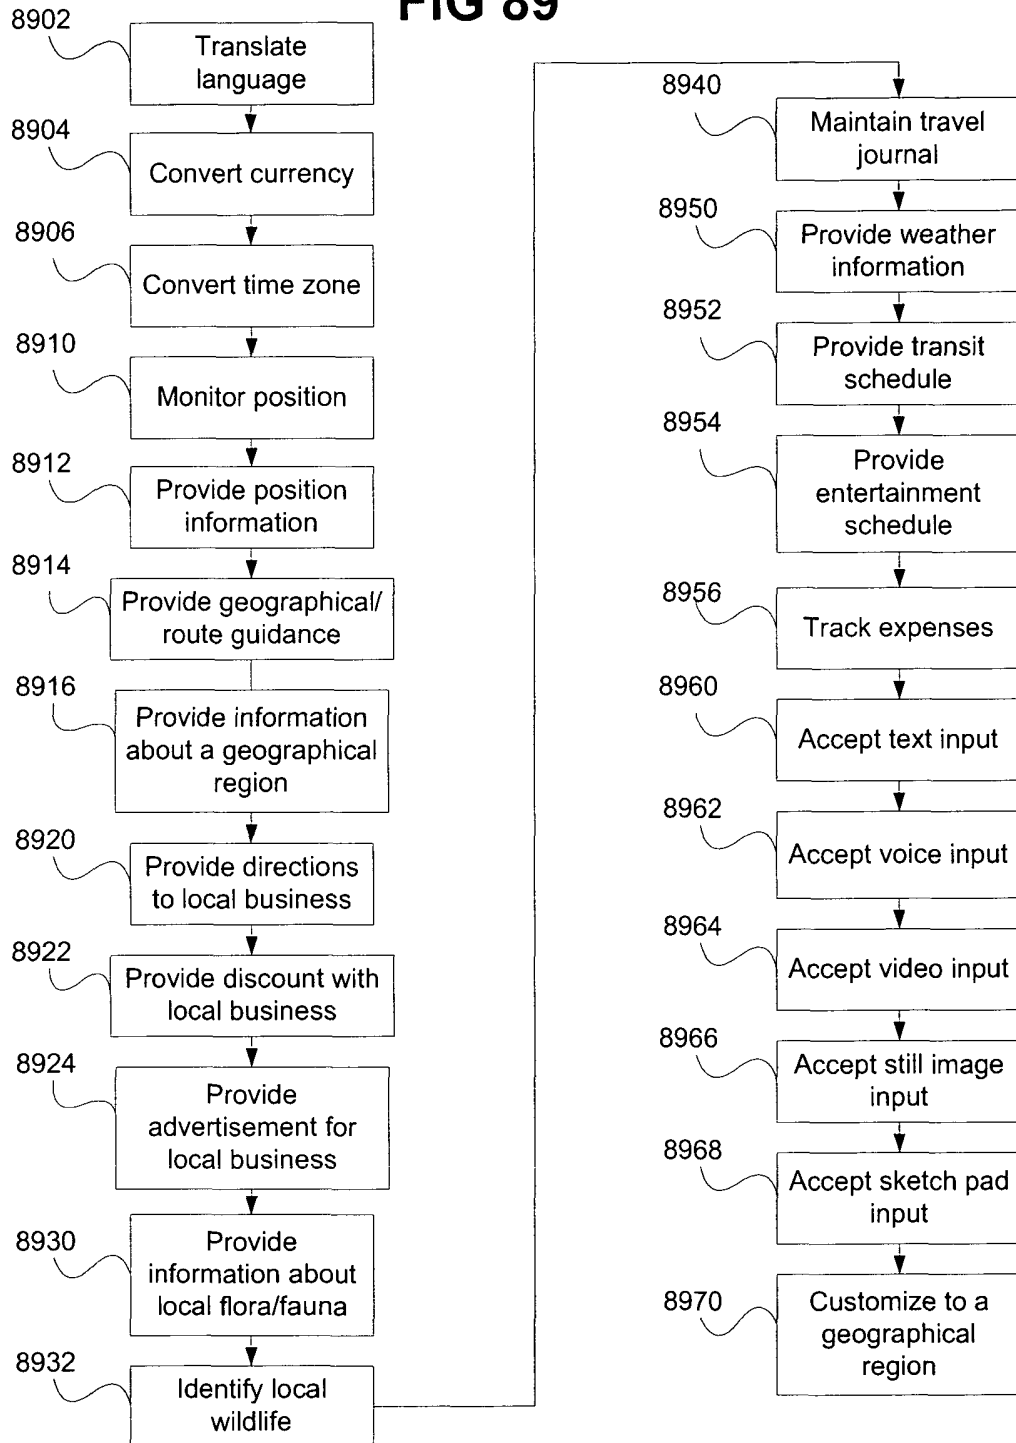 FIG 89
8902
Translate
language
8904
Convert currency
8906
Convert time zone
8910
Monitor position
8912
Provide position
information
8914
Provide geographical/
route guidance
8916
Provide information
about a geographical
region
8920
Provide directions
to local business
8922
Provide discount with
local business
8924
Provide
advertisement for
local business
8930
Provide
information about
local flora/fauna
8932
Identify local
wildlife
8940
Maintain travel
journal
8950
Provide weather
information
8952
Provide transit
schedule
8954
Provide
entertainment
schedule
8956
Track expenses
8960
Accept text input
8962
Accept voice input
8964
Accept video input
8966
Accept still image
input
8968
Accept sketch pad
input
8970
Customize to a
geographical
region